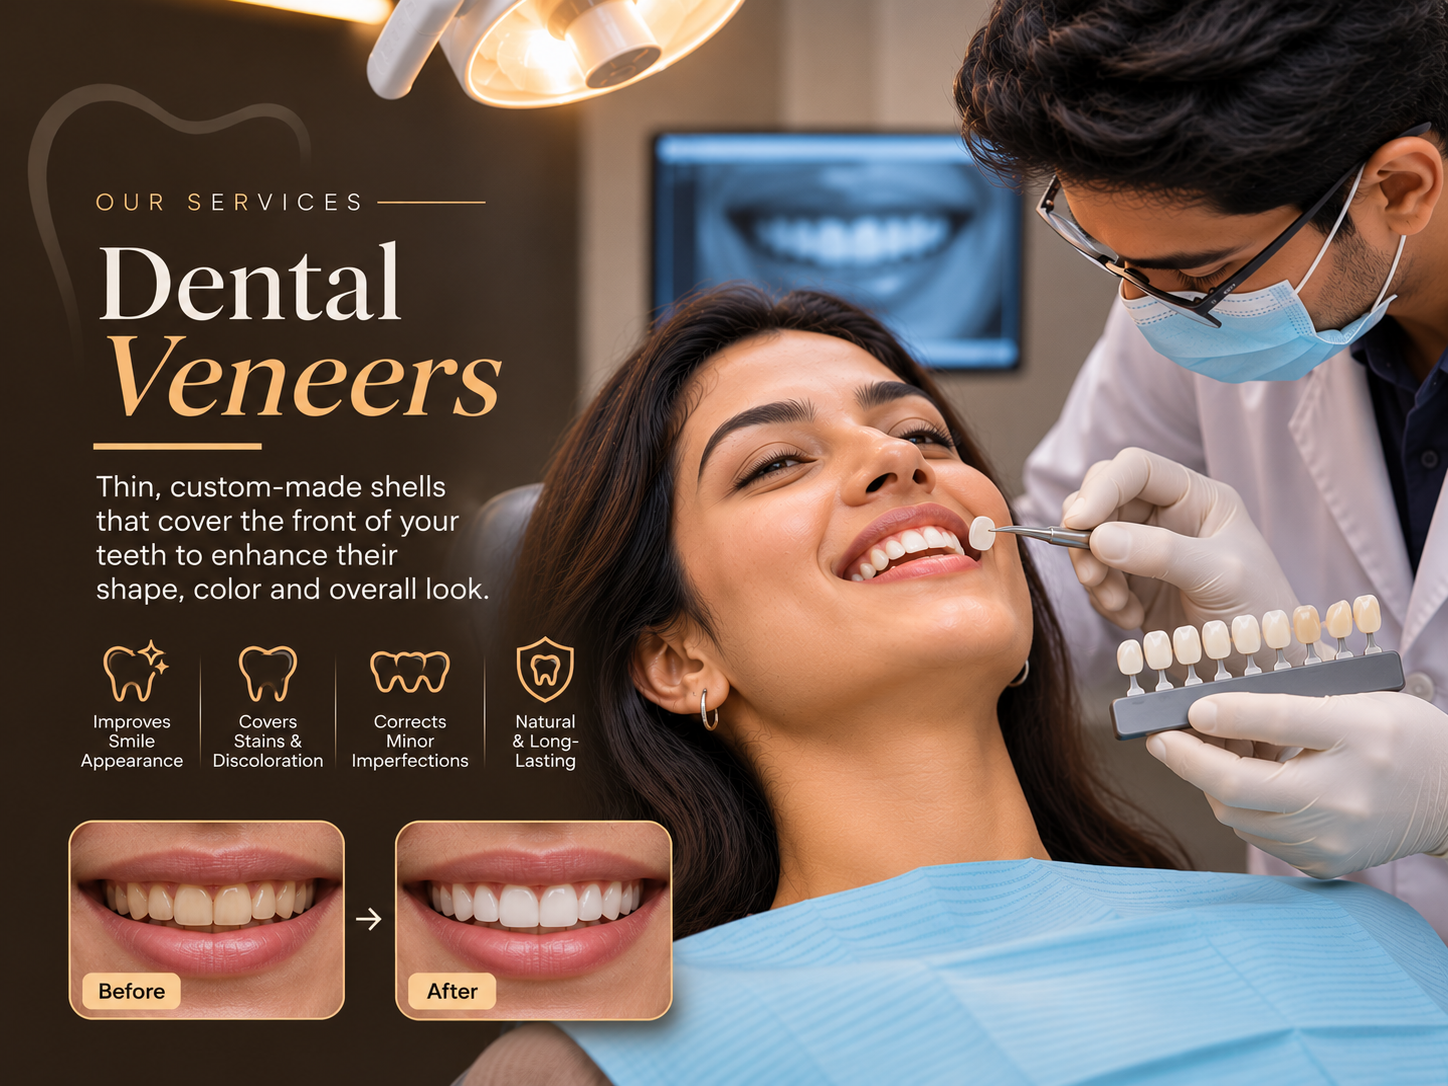 OUR SERVICES
Dental
Veneers
Thin, custom-made shells
that cover the front of your
teeth to enhance their
shape, color and overall look.
Improves
Smile
Appearance
Covers
Stains &
Discoloration
Corrects
Minor
Imperfections
Natural
& Long-
Lasting
Before
After